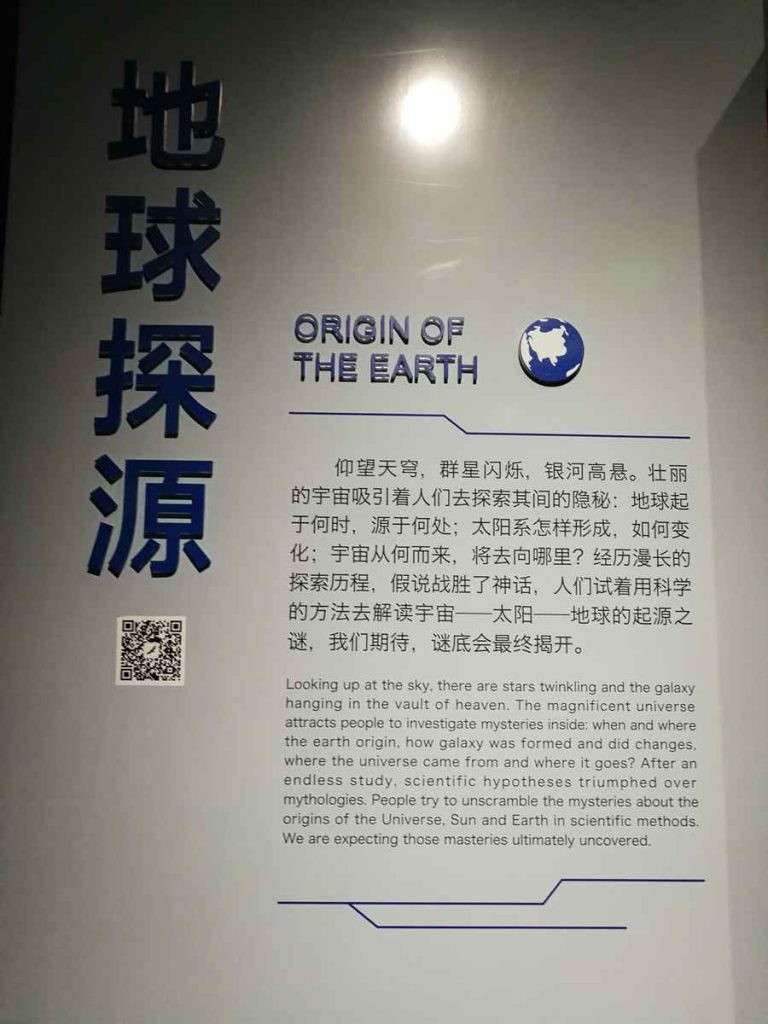 地球探源
ORIGIN OF
THE EARTH
仰望天穹，群星闪烁，银河高悬。壮丽
的宇宙吸引着人们去探索其间的隐秘：地球起
于何时，源于何处；太阳系怎样形成，如何变
化；宇宙从何而来，将去向哪里？经历漫长的
探索历程，假说战胜了神话，人们试着用科学
的方法去解读宇宙——太阳——地球的起源之
谜，我们期待，谜底会最终揭开。
Looking up at the sky, there are stars twinkling and the galaxy
hanging in the vault of heaven. The magnificent universe
attracts people to investigate mysteries inside: when and where
the earth origin, how galaxy was formed and did changes,
where the universe came from and where it goes? After an
endless study, scientific hypotheses triumphed over
mythologies. People try to unscramble the mysteries about the
origins of the Universe, Sun and Earth in scientific methods.
We are expecting those masteries ultimately uncovered.